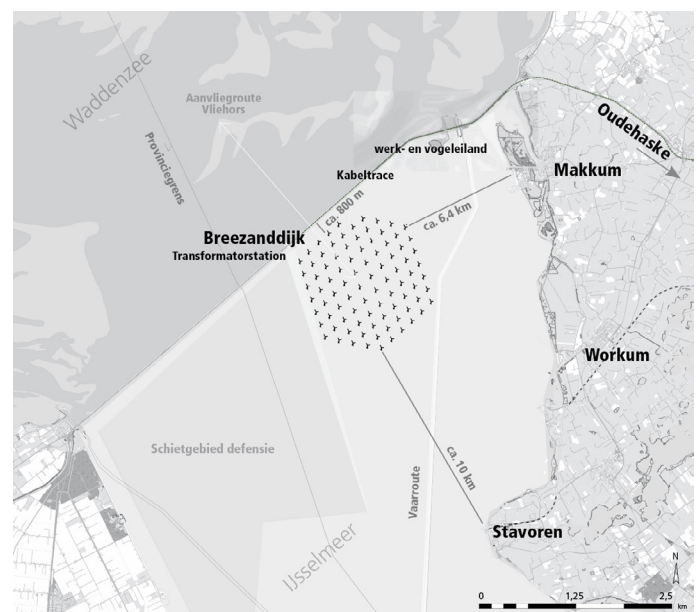 Waddenzee
Aanvliegroute
Vliehors
Provinciegrens
Oudehaske
werk- en vogeleiland
Kabeltrace
Makkum
ca. 800 m
ca. 6,4 km
Breezanddijk
Transformatorstation
Workum
Schietgebied defensie
ca. 10 km
Vaarroute
IJsselmeer
Stavoren
N
0 1,25 2,5
km